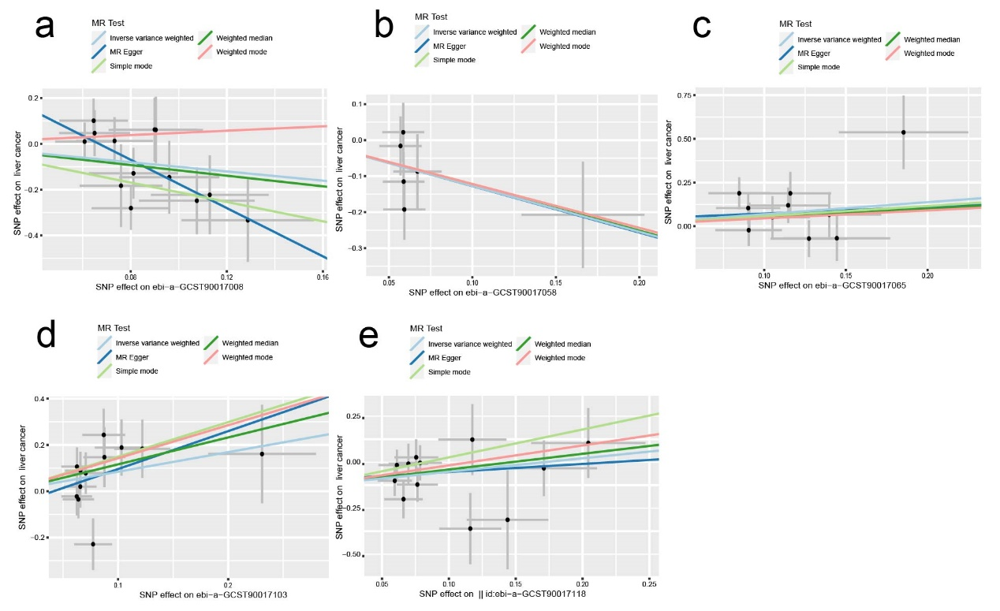 a
MR Test
Inverse variance weighted
Weighted median
MR Egger
Weighted mode
Simple mode
SNP effect on liver cancer
0.2
0.0
−0.2
−0.4
0.08
0.12
0.16
SNP effect on ebi−a−GCST90017008
b
MR Test
Inverse variance weighted
Weighted median
MR Egger
Weighted mode
Simple mode
SNP effect on liver cancer
0.1
0.0
−0.1
−0.2
−0.3
0.05
0.10
0.15
0.20
SNP effect on ebi−a−GCST90017058
c
MR Test
Inverse variance weighted
Weighted median
MR Egger
Weighted mode
Simple mode
SNP effect on liver cancer
0.75
0.50
0.25
0.00
0.10
0.15
0.20
SNP effect on ebi−a−GCST90017065
d
MR Test
Inverse variance weighted
Weighted median
MR Egger
Weighted mode
Simple mode
SNP effect on liver cancer
0.4
0.2
0.0
−0.2
0.1
0.2
SNP effect on ebi−a−GCST90017103
e
MR Test
Inverse variance weighted
Weighted median
MR Egger
Weighted mode
Simple mode
SNP effect on liver cancer
0.25
0.00
−0.25
−0.50
0.05
0.10
0.15
0.20
0.25
SNP effect on || id:ebi−a−GCST90017118